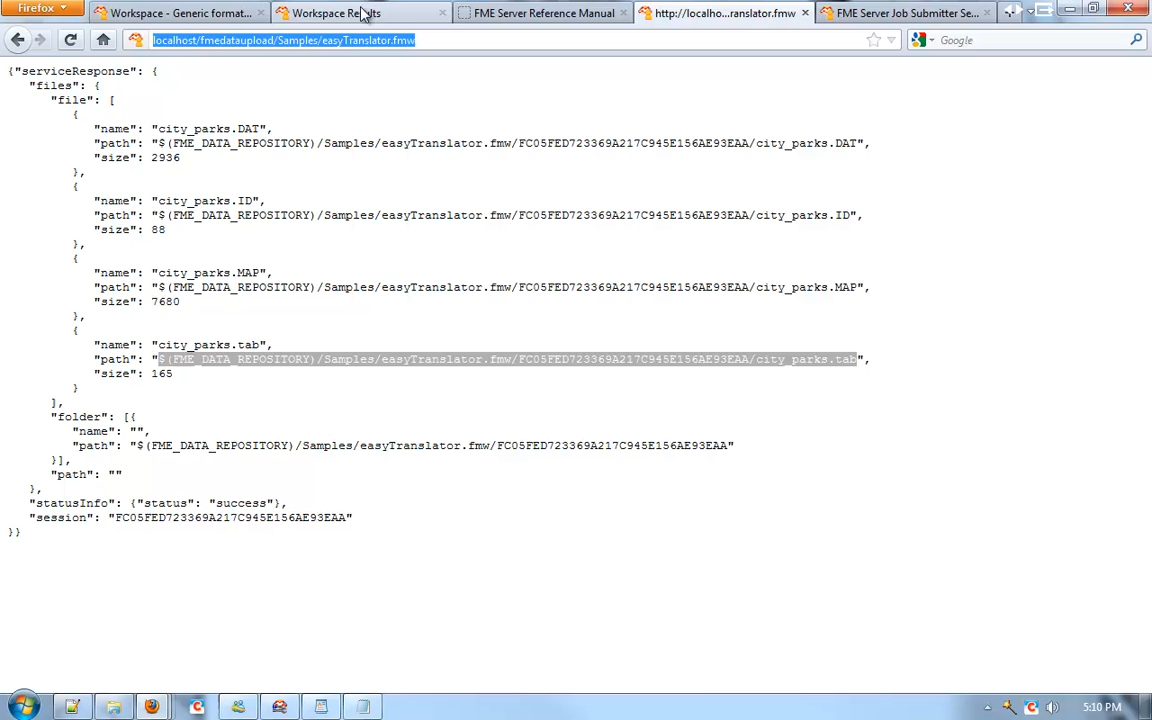 Firefox
Workspace - Generic format...
Workspace Results
FME Server Reference Manual
http://localho...ranslator.fmw
FME Server Job Submitter Se...
localhost/fmedataupload/Samples/easyTranslator.fmw
Google
{"serviceResponse": {
"files": {
"file": [
{
"name": "city_parks.DAT",
"path": "$(FME_DATA_REPOSITORY)/Samples/easyTranslator.fmw/FC05FED723369A217C945E156AE93EAA/city_parks.DAT",
"size": 2936
},
{
"name": "city_parks.ID",
"path": "$(FME_DATA_REPOSITORY)/Samples/easyTranslator.fmw/FC05FED723369A217C945E156AE93EAA/city_parks.ID",
"size": 88
},
{
"name": "city_parks.MAP",
"path": "$(FME_DATA_REPOSITORY)/Samples/easyTranslator.fmw/FC05FED723369A217C945E156AE93EAA/city_parks.MAP",
"size": 7680
},
{
"name": "city_parks.tab",
"path": "$(FME_DATA_REPOSITORY)/Samples/easyTranslator.fmw/FC05FED723369A217C945E156AE93EAA/city_parks.tab",
"size": 165
}
],
"folder": [{
"name": "",
"path": "$(FME_DATA_REPOSITORY)/Samples/easyTranslator.fmw/FC05FED723369A217C945E156AE93EAA"
}],
"path": ""
},
"statusInfo": {"status": "success"},
"session": "FC05FED723369A217C945E156AE93EAA"
}}
5:10 PM